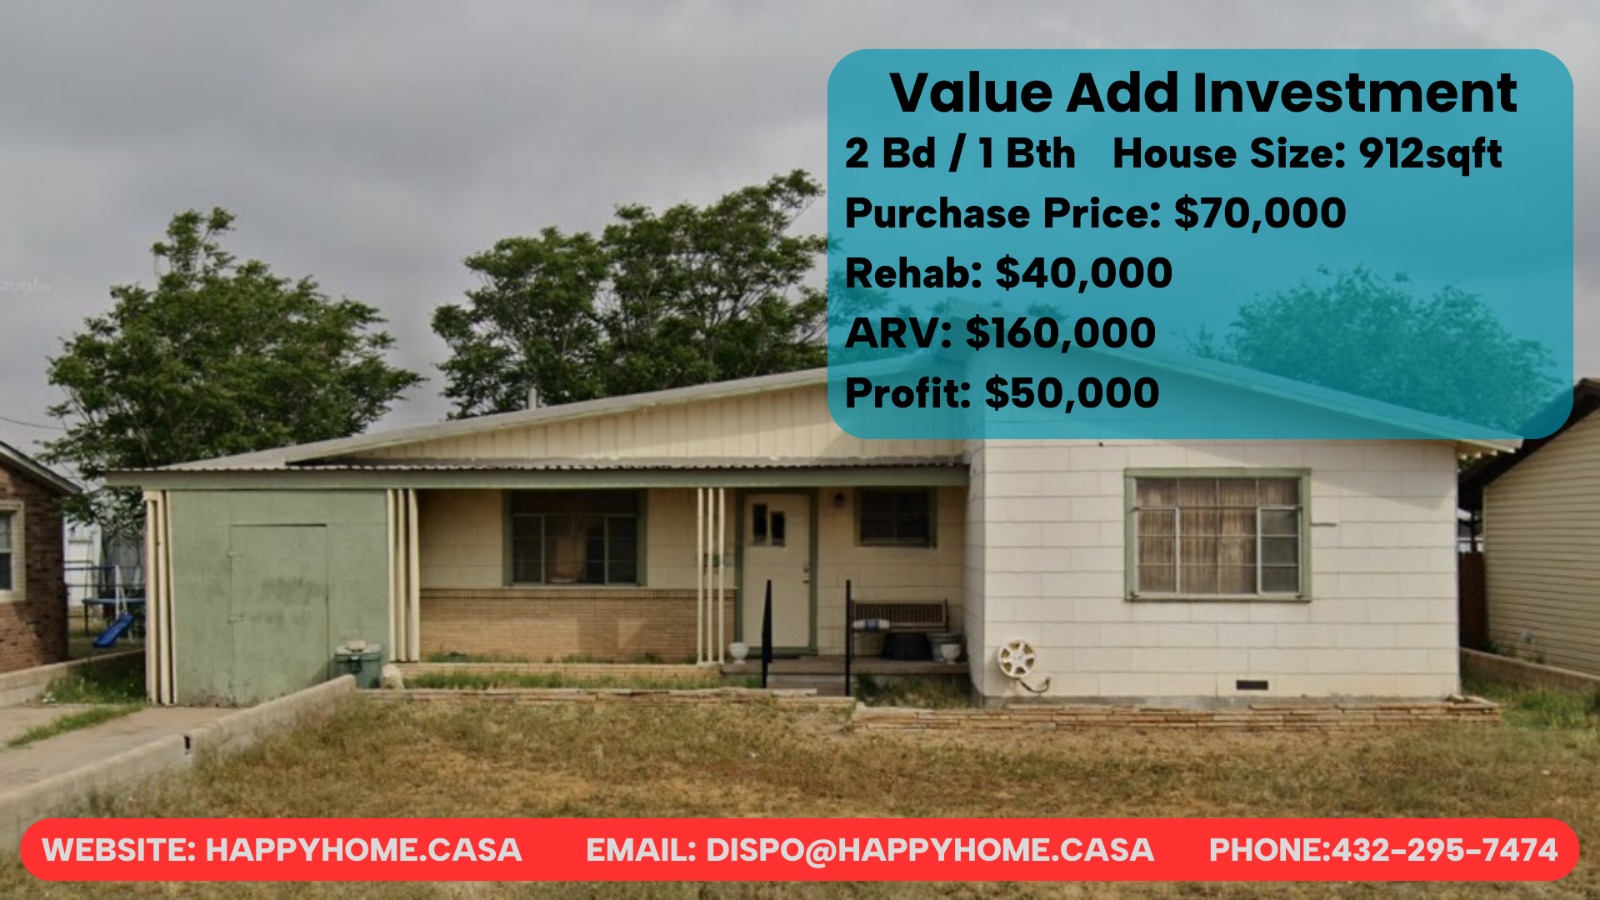 Value Add Investment
2 Bd / 1 Bth House Size: 912sqft
Purchase Price: $70,000
Rehab: $40,000
ARV: $160,000
Profit: $50,000
WEBSITE: HAPPYHOME.CASA EMAIL: DISPO@HAPPYHOME.CASA PHONE:432-295-7474